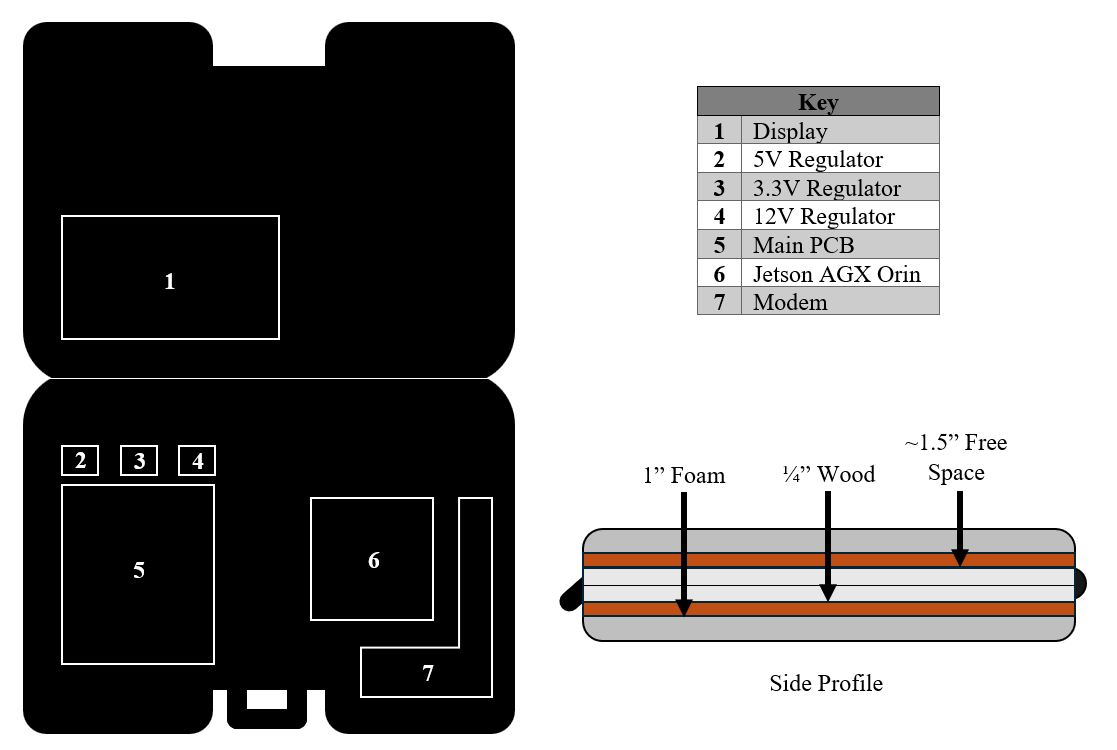 1
2 3 4
5
6
7
Key
1 Display
2 5V Regulator
3 3.3V Regulator
4 12V Regulator
5 Main PCB
6 Jetson AGX Orin
7 Modem
1” Foam
¼” Wood
~1.5” Free
Space
Side Profile